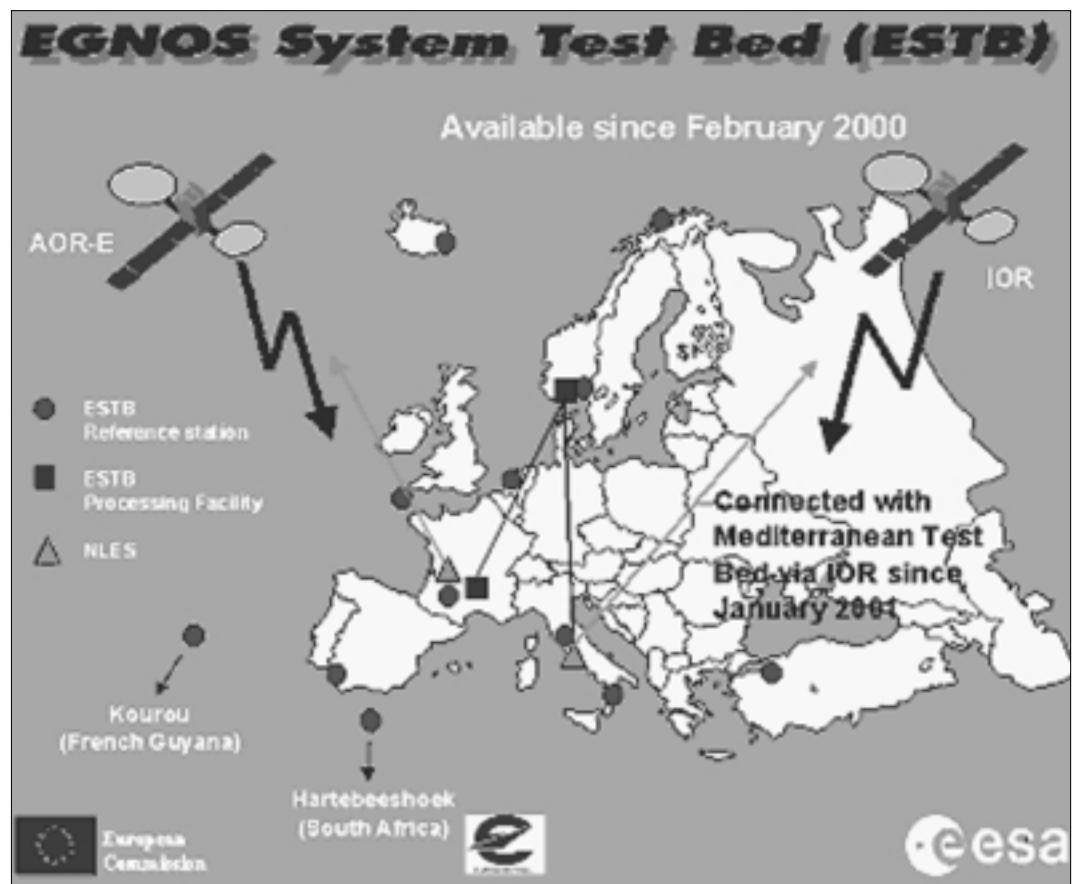 EGNOS System Test Bed (ESTB)
Available since February 2000
AOR-E
IOR
ESTB
Reference station
ESTB
Processing Facility
NLES
Connected with
Mediterranean Test
Bed via IOR since
January 2001
Kourou
(French Guyana)
Hartebeeshoek
(South Africa)
European
Commission
esa